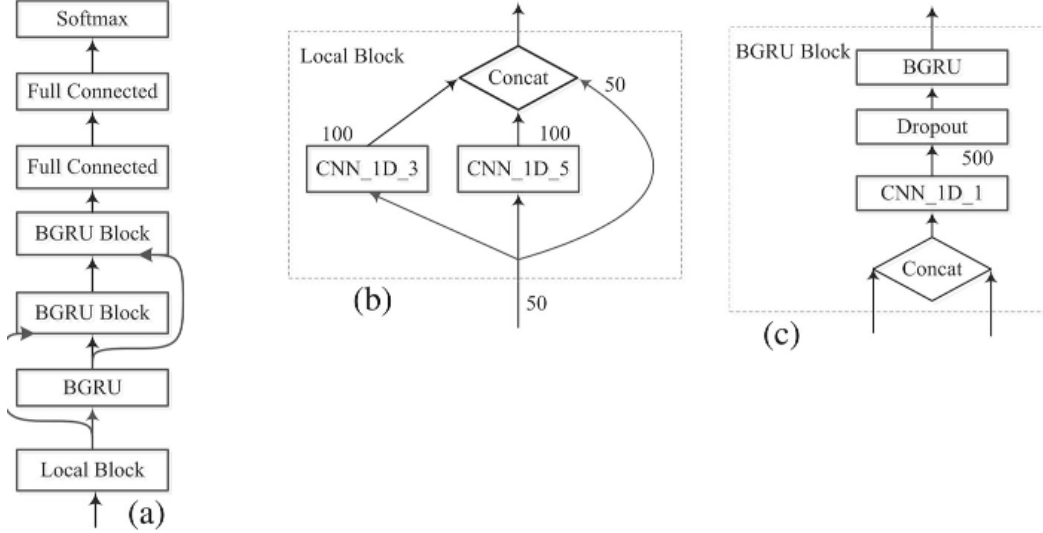 Softmax
Full Connected
Full Connected
BGRU Block
BGRU Block
BGRU
Local Block
(a)
Local Block
Concat
50
100
100
CNN_1D_3
CNN_1D_5
50
(b)
BGRU Block
BGRU
Dropout
500
CNN_1D_1
Concat
(c)